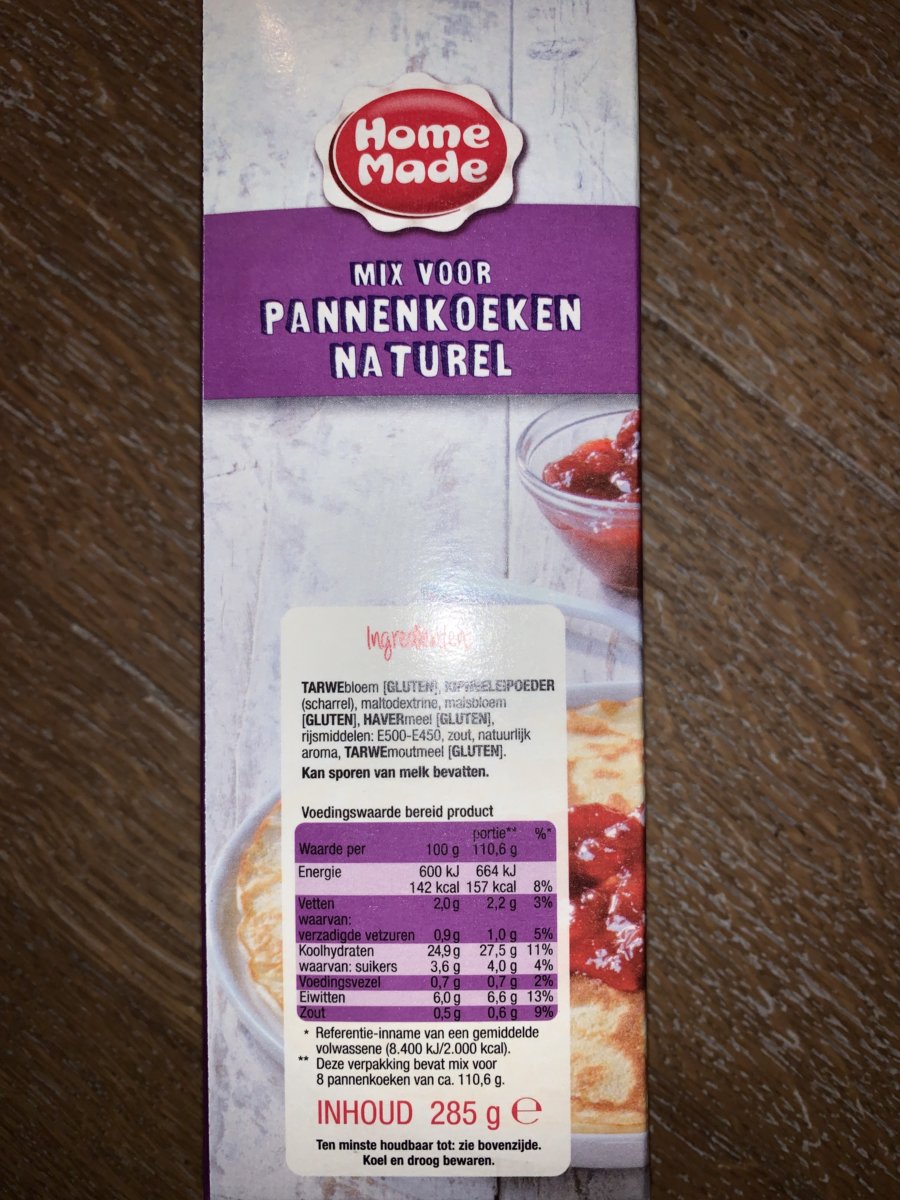 Home
Made
MIX VOOR
PANNENKOEKEN
NATUREL
Ingrediënten
TARWEbloem [GLUTEN], KIPPENEIPOEDER
(scharrel), maltodextrine, maïsbloem
[GLUTEN], HAVERmeel [GLUTEN],
rijsmiddelen: E500-E450, zout, natuurlijk
aroma, TARWEmoutmeel [GLUTEN].
Kan sporen van melk bevatten.
Voedingswaarde bereid product
portie** %*
Waarde per 100 g 110,6 g
Energie 600 kJ 664 kJ
142 kcal 157 kcal 8%
Vetten 2,0 g 2,2 g 3%
waarvan:
verzadigde vetzuren 0,9 g 1,0 g 5%
Koolhydraten 24,9 g 27,5 g 11%
waarvan: suikers 3,6 g 4,0 g 4%
Voedingsvezel 0,7 g 0,7 g 2%
Eiwitten 6,0 g 6,6 g 13%
Zout 0,5 g 0,6 g 9%
* Referentie-inname van een gemiddelde
volwassene (8.400 kJ/2.000 kcal).
** Deze verpakking bevat mix voor
8 pannenkoeken van ca. 110,6 g.
INHOUD 285 g ℮
Ten minste houdbaar tot: zie bovenzijde.
Koel en droog bewaren.